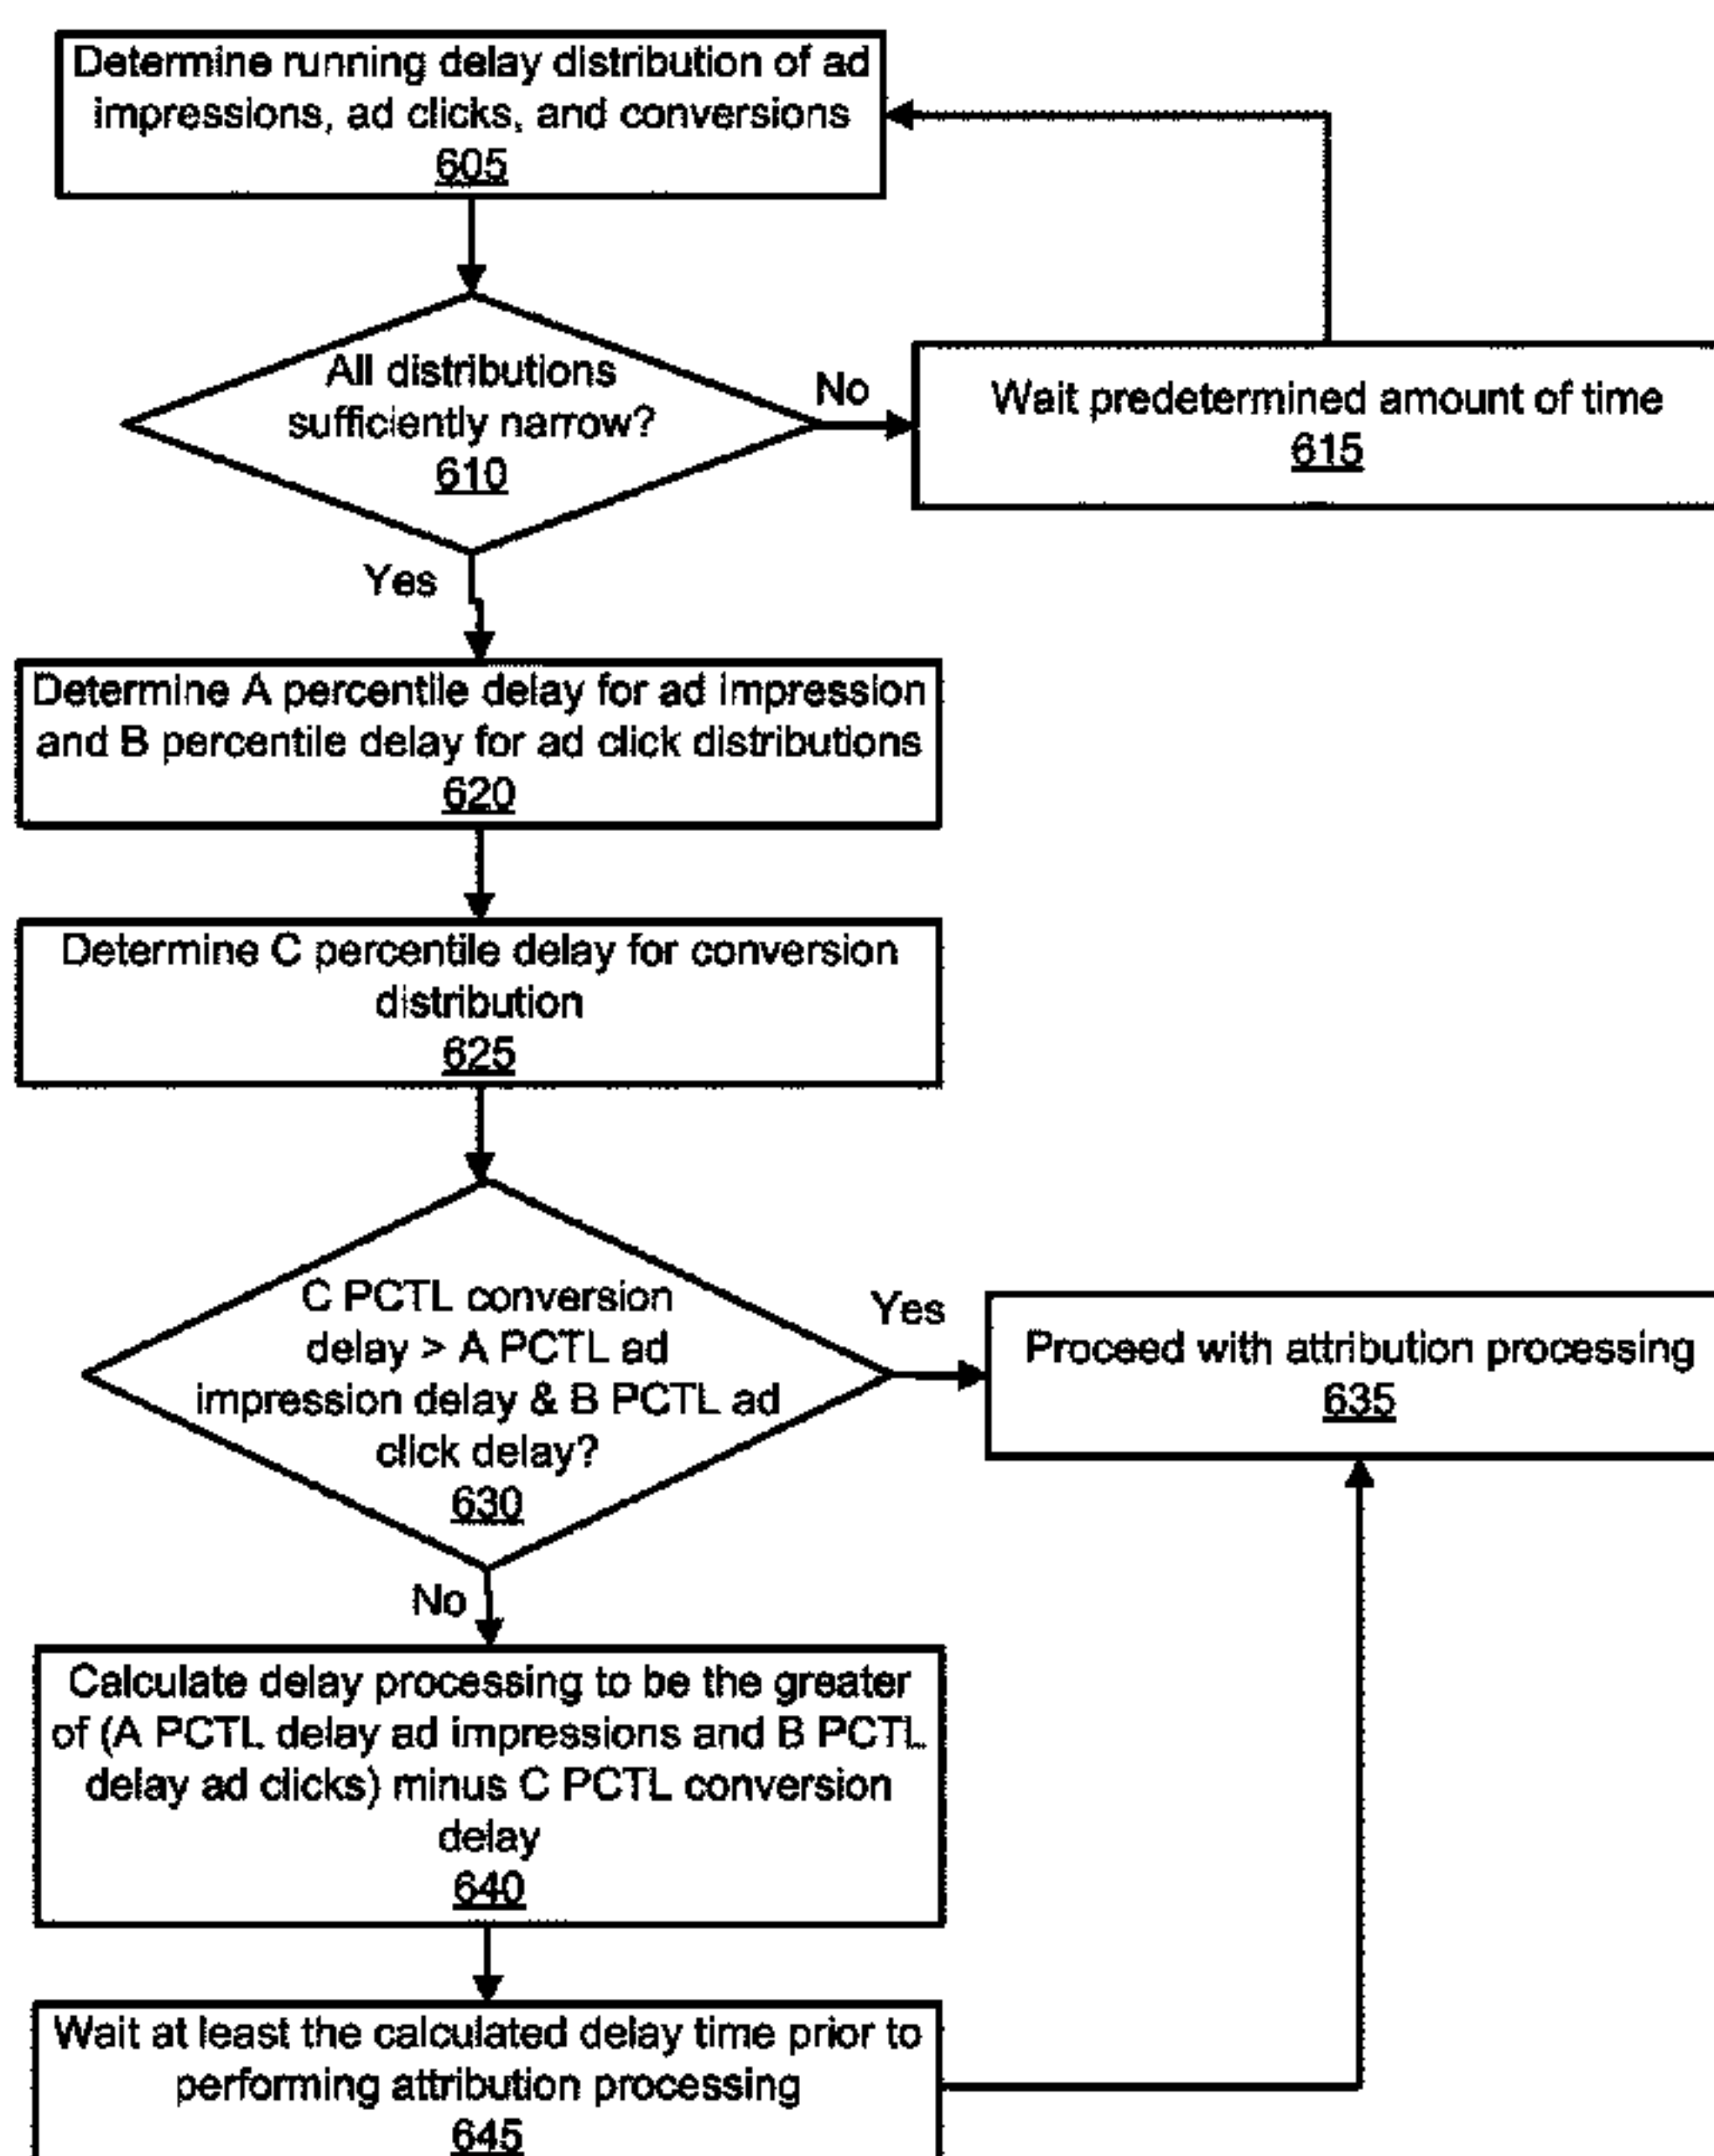 Determine running delay distribution of ad
impressions, ad clicks, and conversions
605
All distributions
sufficiently narrow?
610
No
Wait predetermined amount of time
615
Yes
Determine A percentile delay for ad impression
and B percentile delay for ad click distributions
620
Determine C percentile delay for conversion
distribution
625
C PCTL conversion
delay > A PCTL ad
impression delay & B PCTL ad
click delay?
630
Yes
Proceed with attribution processing
635
No
Calculate delay processing to be the greater
of (A PCTL delay ad impressions and B PCTL
delay ad clicks) minus C PCTL conversion
delay
640
Wait at least the calculated delay time prior to
performing attribution processing
645